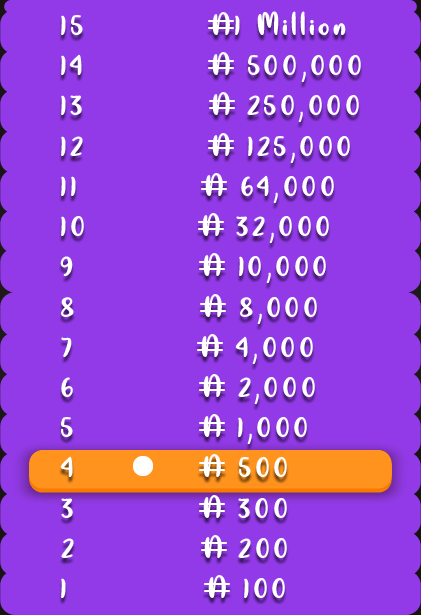 15 ₳1 Million
14 ₳ 500,000
13 ₳ 250,000
12 ₳ 125,000
11 ₳ 64,000
10 ₳ 32,000
9 ₳ 10,000
8 ₳ 8,000
7 ₳ 4,000
6 ₳ 2,000
5 ₳ 1,000
4 ₳ 500
3 ₳ 300
2 ₳ 200
1 ₳ 100